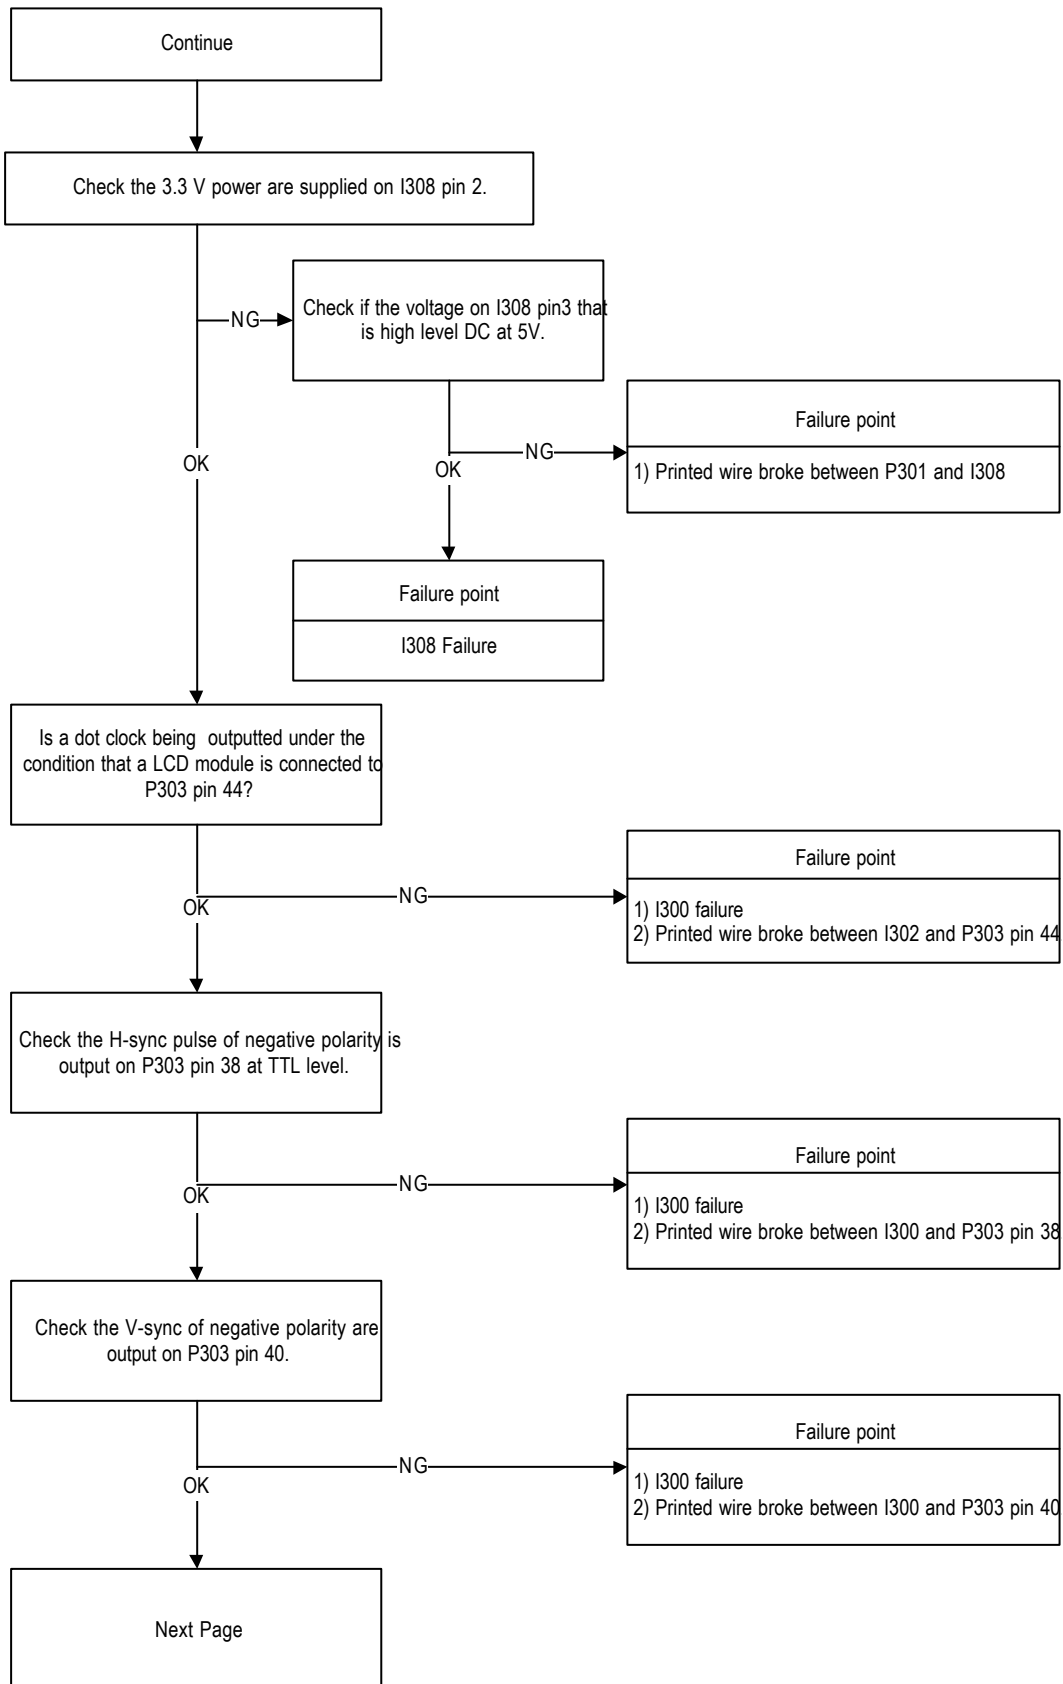 Continue
Check the 3.3 V power are supplied on I308 pin 2.
NG
Check if the voltage on I308 pin3 that
is high level DC at 5V.
OK
NG
OK
Failure point
1) Printed wire broke between P301 and I308
Failure point
I308 Failure
Is a dot clock being outputted under the
condition that a LCD module is connected to
P303 pin 44?
OK
NG
Failure point
1) I300 failure
2) Printed wire broke between I302 and P303 pin 44
Check the H-sync pulse of negative polarity is
output on P303 pin 38 at TTL level.
OK
NG
Failure point
1) I300 failure
2) Printed wire broke between I300 and P303 pin 38
Check the V-sync of negative polarity are
output on P303 pin 40.
OK
NG
Failure point
1) I300 failure
2) Printed wire broke between I300 and P303 pin 40
Next Page